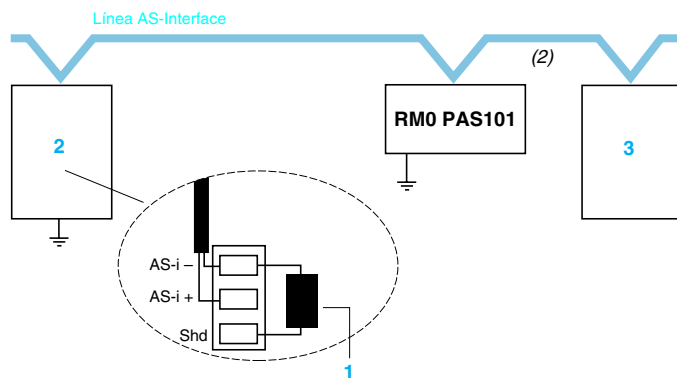 Línea AS-Interface
(2)
2
RM0 PAS101
3
AS-i –
AS-i +
Shd
1